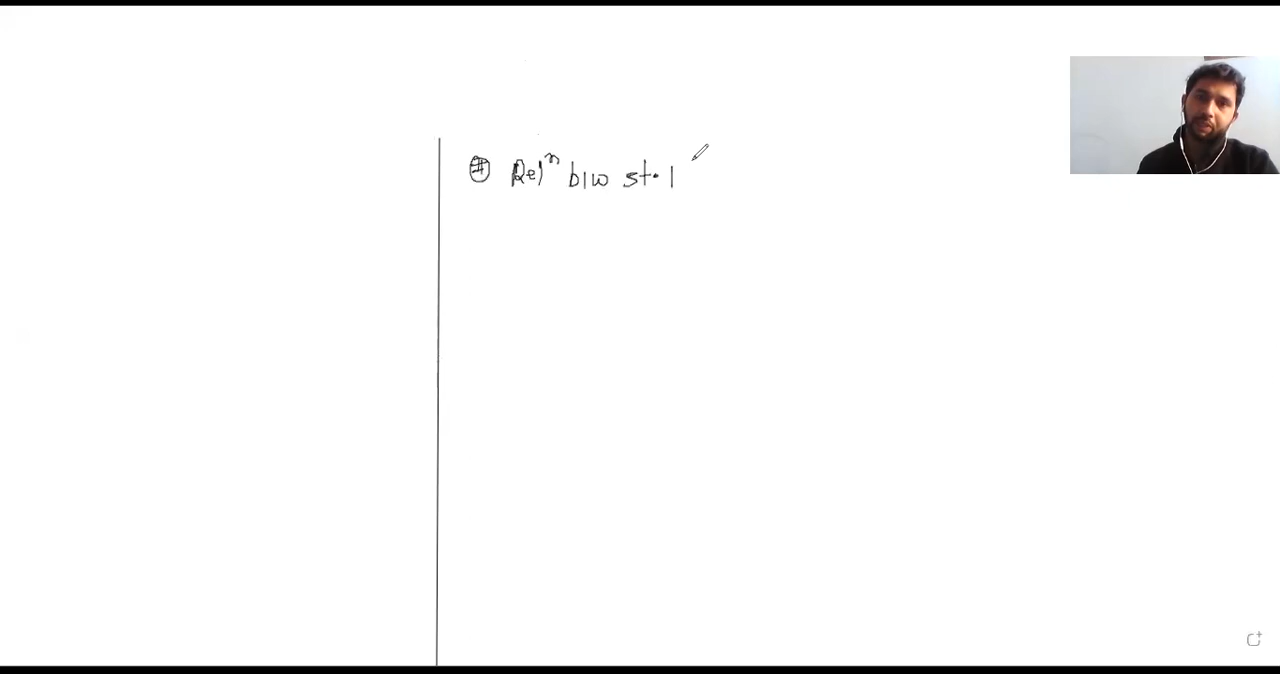 # Relⁿ b/w st. l